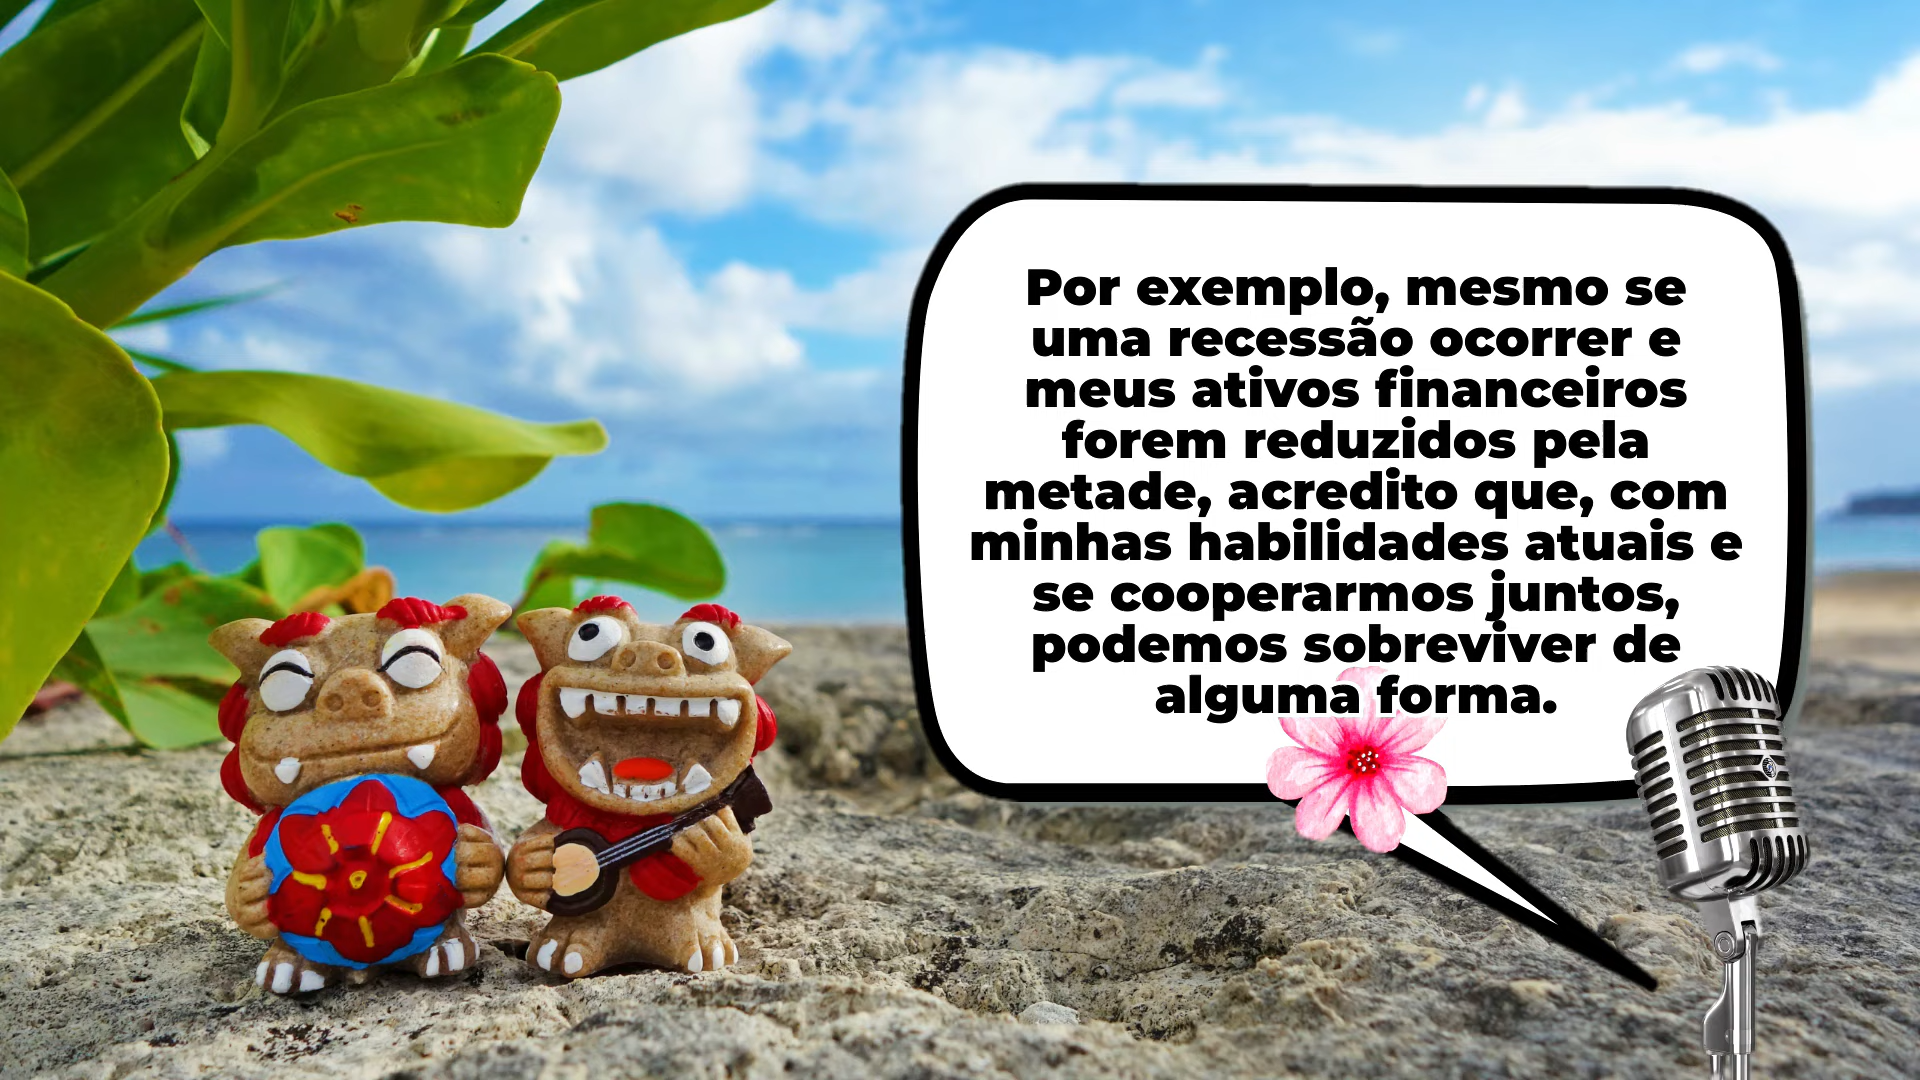 Por exemplo, mesmo se
uma recessão ocorrer e
meus ativos financeiros
forem reduzidos pela
metade, acredito que, com
minhas habilidades atuais e
se cooperarmos juntos,
podemos sobreviver de
alguma forma.